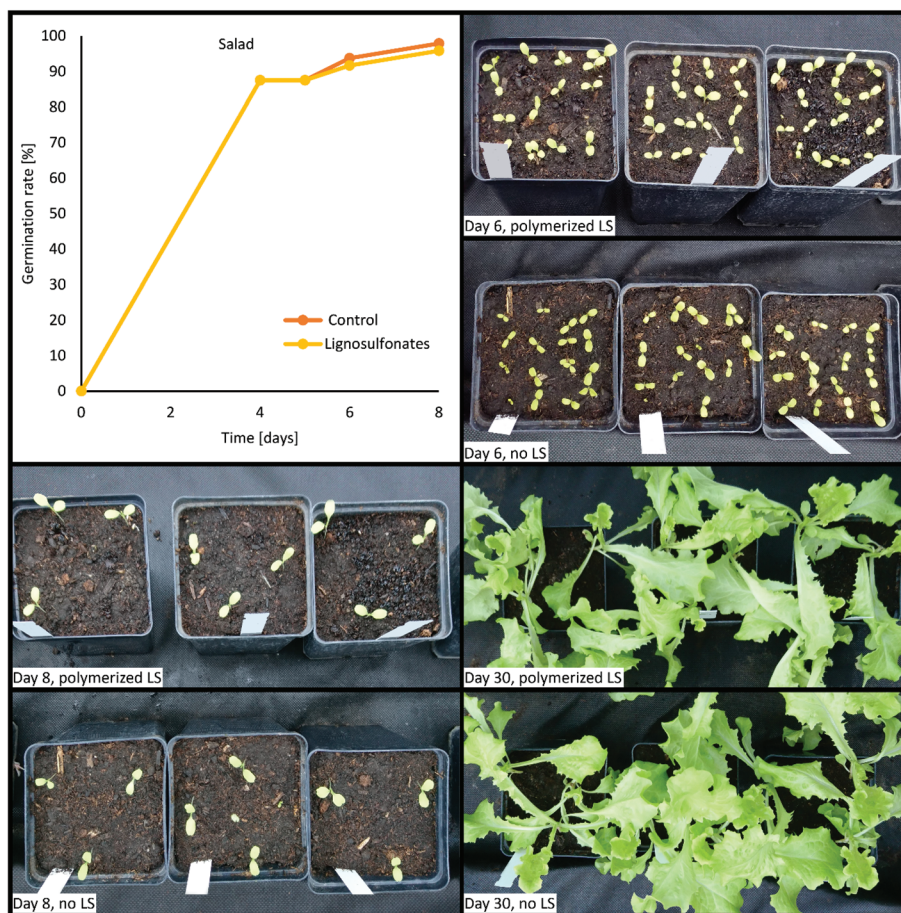 Salad
Germination rate [%]
100
90
80
70
60
50
40
30
20
10
0
0 2 4 6 8
Time [days]
Control
Lignosulfonates
Day 6, polymerized LS
Day 6, no LS
Day 8, polymerized LS
Day 30, polymerized LS
Day 8, no LS
Day 30, no LS